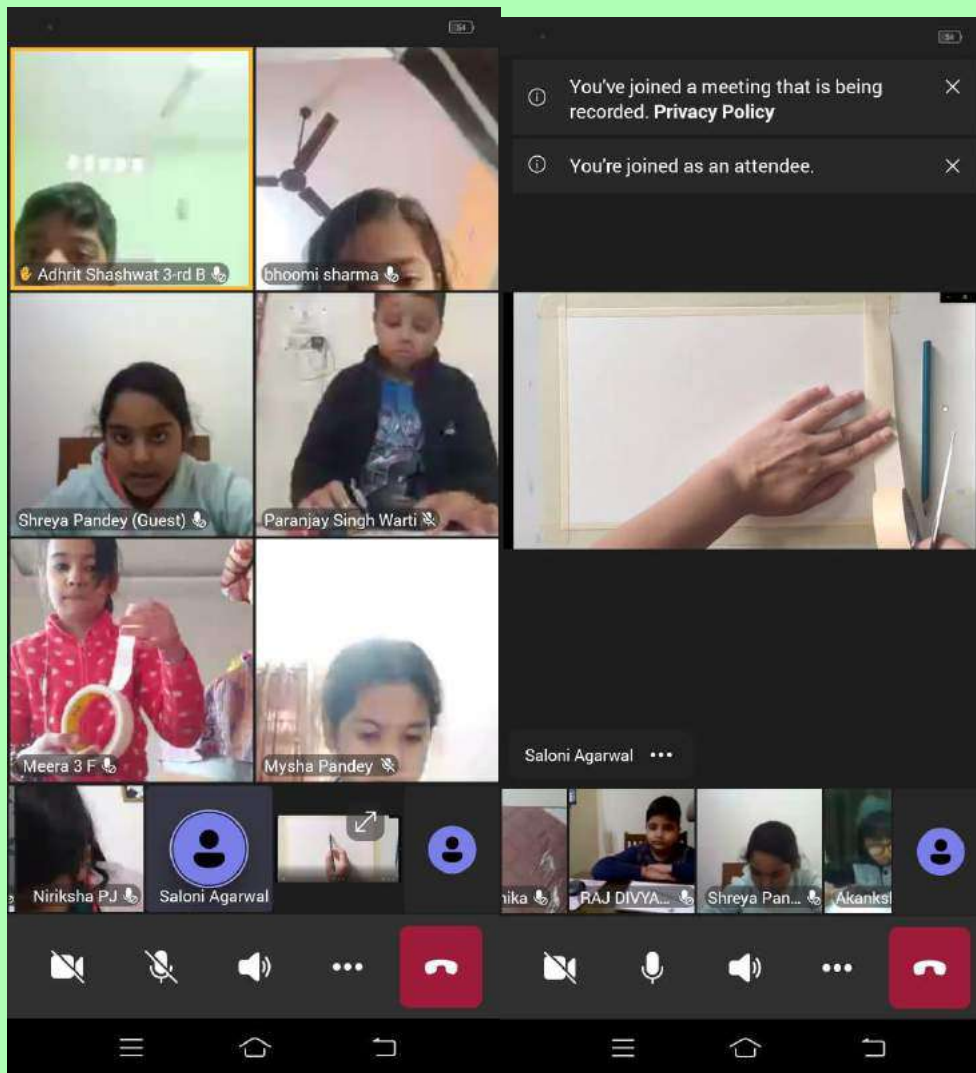 54
Adhrit Shashwat 3-rd B
bhoomi sharma
Shreya Pandey (Guest)
Paranjay Singh Warti
Meera 3 F
Mysha Pandey
Niriksha PJ
Saloni Agarwal
54
You've joined a meeting that is being
recorded. Privacy Policy
You're joined as an attendee.
Saloni Agarwal
nika
RAJ DIVYA...
Shreya Pan...
Akanks